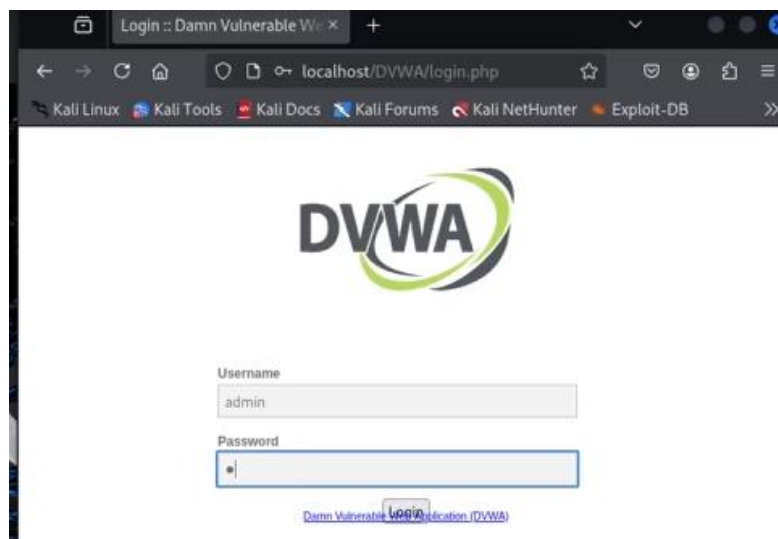 Login :: Damn Vulnerable We
localhost/DVWA/login.php
Kali Linux Kali Tools Kali Docs Kali Forums Kali NetHunter Exploit-DB
DVWA
Username
admin
Password
Login
Damn Vulnerable Web Application (DVWA)